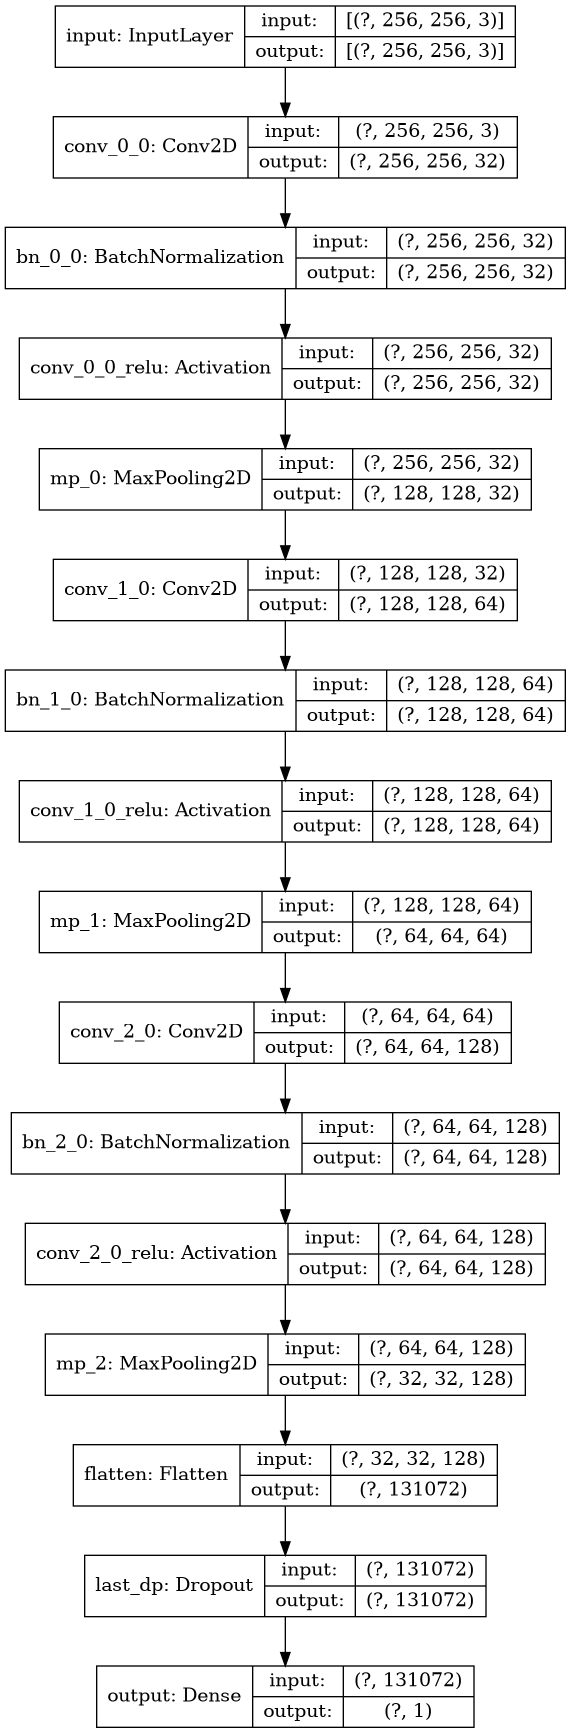 input: InputLayer
input: [(?, 256, 256, 3)]
output: [(?, 256, 256, 3)]
conv_0_0: Conv2D
input: (?, 256, 256, 3)
output: (?, 256, 256, 32)
bn_0_0: BatchNormalization
input: (?, 256, 256, 32)
output: (?, 256, 256, 32)
conv_0_0_relu: Activation
input: (?, 256, 256, 32)
output: (?, 256, 256, 32)
mp_0: MaxPooling2D
input: (?, 256, 256, 32)
output: (?, 128, 128, 32)
conv_1_0: Conv2D
input: (?, 128, 128, 32)
output: (?, 128, 128, 64)
bn_1_0: BatchNormalization
input: (?, 128, 128, 64)
output: (?, 128, 128, 64)
conv_1_0_relu: Activation
input: (?, 128, 128, 64)
output: (?, 128, 128, 64)
mp_1: MaxPooling2D
input: (?, 128, 128, 64)
output: (?, 64, 64, 64)
conv_2_0: Conv2D
input: (?, 64, 64, 64)
output: (?, 64, 64, 128)
bn_2_0: BatchNormalization
input: (?, 64, 64, 128)
output: (?, 64, 64, 128)
conv_2_0_relu: Activation
input: (?, 64, 64, 128)
output: (?, 64, 64, 128)
mp_2: MaxPooling2D
input: (?, 64, 64, 128)
output: (?, 32, 32, 128)
flatten: Flatten
input: (?, 32, 32, 128)
output: (?, 131072)
last_dp: Dropout
input: (?, 131072)
output: (?, 131072)
output: Dense
input: (?, 131072)
output: (?, 1)